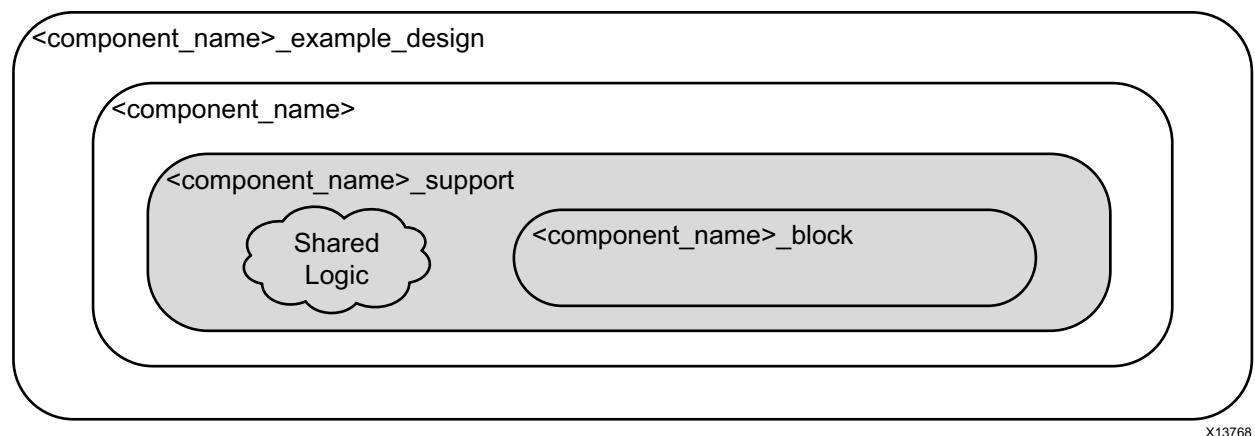 <component_name>_example_design
<component_name>
<component_name>_support
Shared
Logic
<component_name>_block
X13768